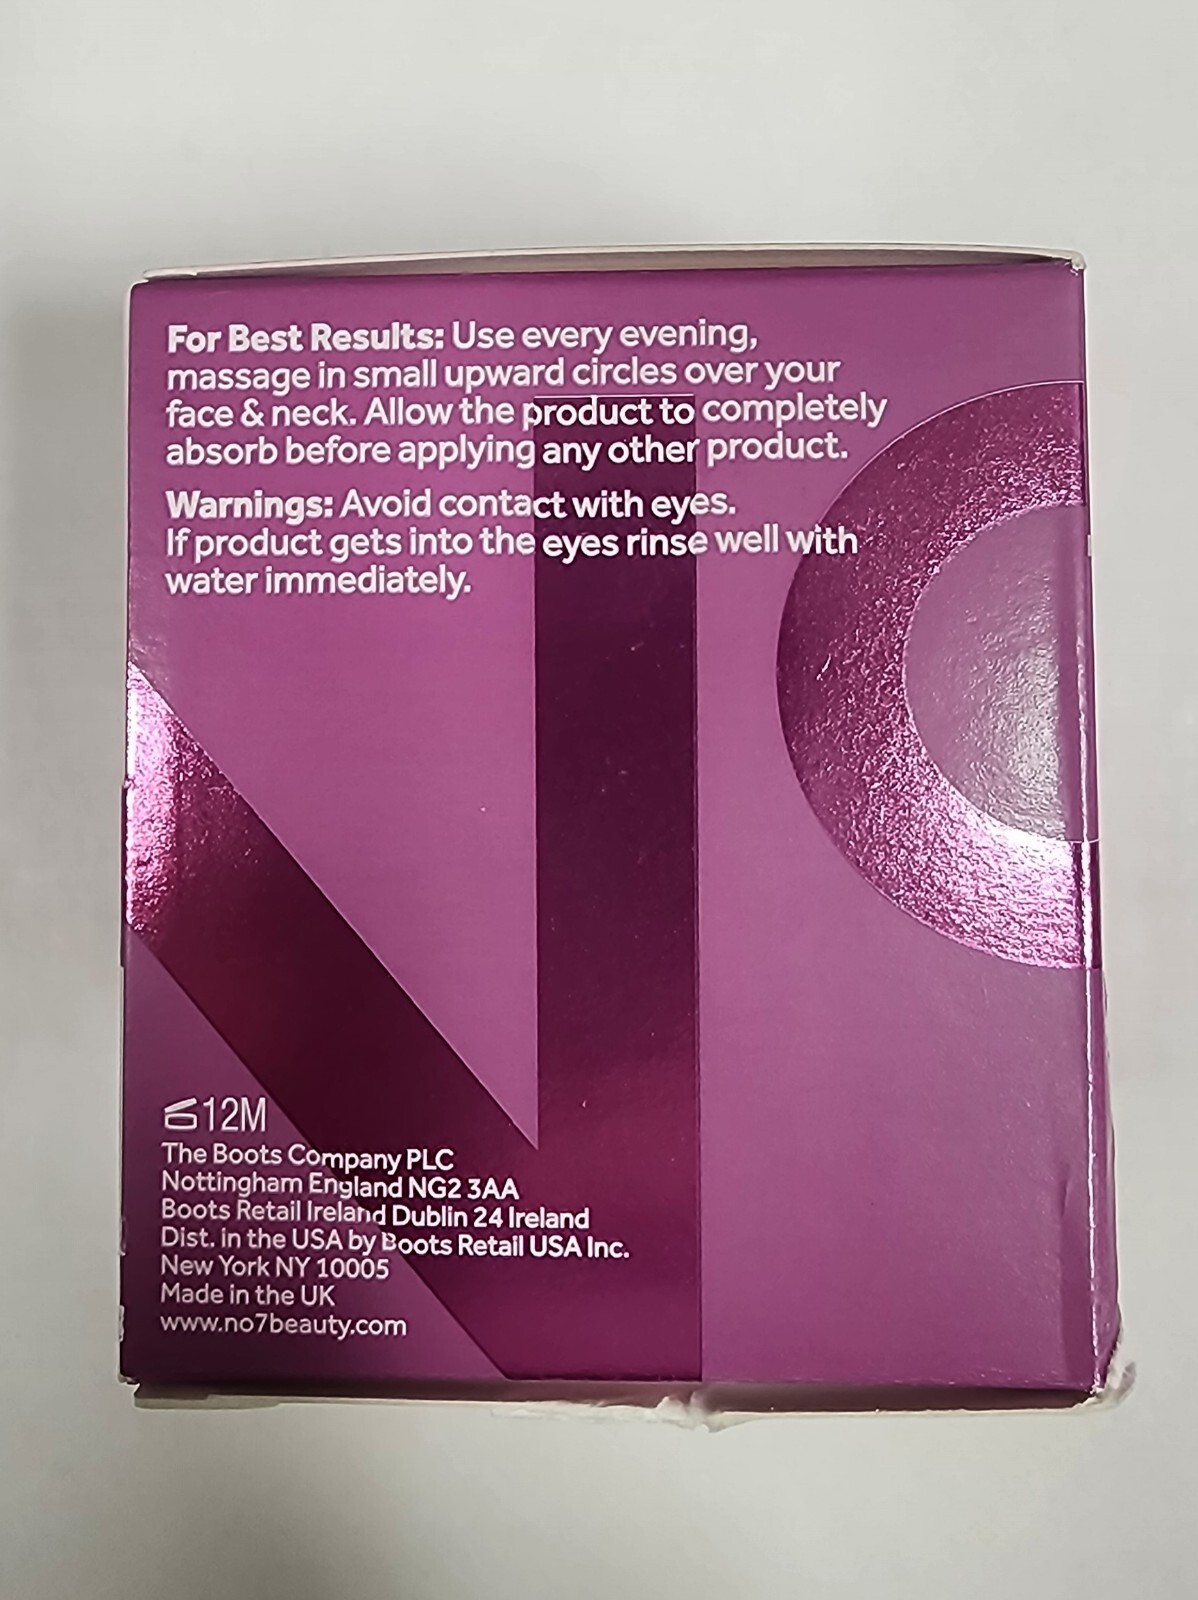 For Best Results: Use every evening,
massage in small upward circles over your
face & neck. Allow the product to completely
absorb before applying any other product.
Warnings: Avoid contact with eyes.
If product gets into the eyes rinse well with
water immediately.
12M
The Boots Company PLC
Nottingham England NG2 3AA
Boots Retail Ireland Dublin 24 Ireland
Dist. in the USA by Boots Retail USA Inc.
New York NY 10005
Made in the UK
www.no7beauty.com